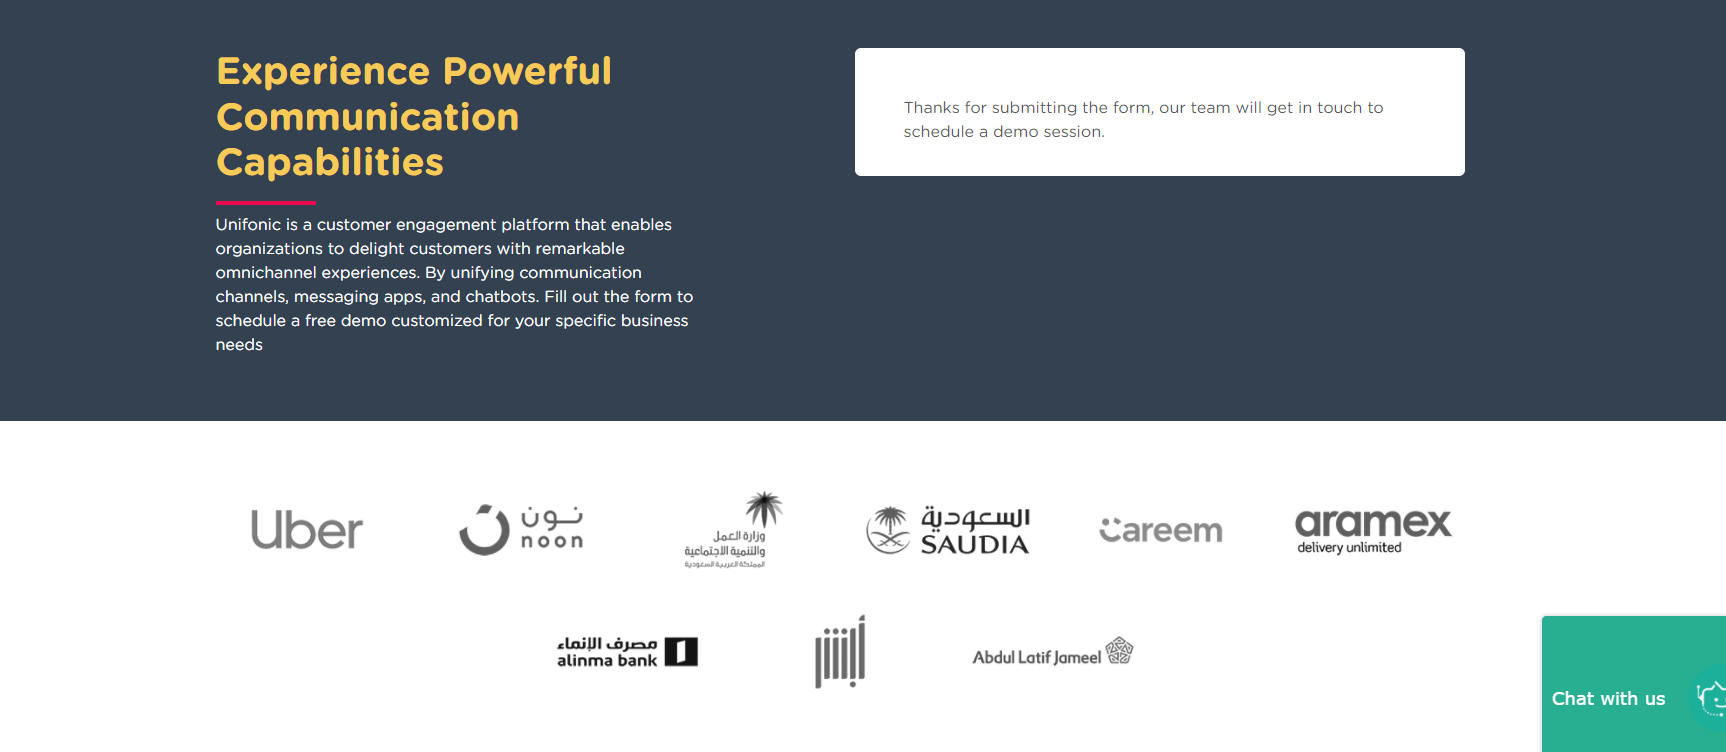 Experience Powerful
Communication
Capabilities
Unifonic is a customer engagement platform that enables
organizations to delight customers with remarkable
omnichannel experiences. By unifying communication
channels, messaging apps, and chatbots. Fill out the form to
schedule a free demo customized for your specific business
needs
Thanks for submitting the form, our team will get in touch to
schedule a demo session.
Uber
نون
noon
وزارة العمل
والتنمية الاجتماعية
المملكة العربية السعودية
السعودية
SAUDIA
Careem
aramex
delivery unlimited
مصرف الإنماء
alinma bank
أبشر
Abdul Latif Jameel
Chat with us